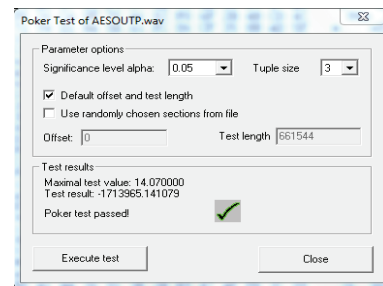 Poker Test of AESOUTP.wav
Parameter options
Significance level alpha: 0.05 Tuple size 3
Default offset and test length
Use randomly chosen sections from file
Offset: 0 Test length 661544
Test results
Maximal test value: 14.070000
Test result: -1713965.141079
Poker test passed!
Execute test Close